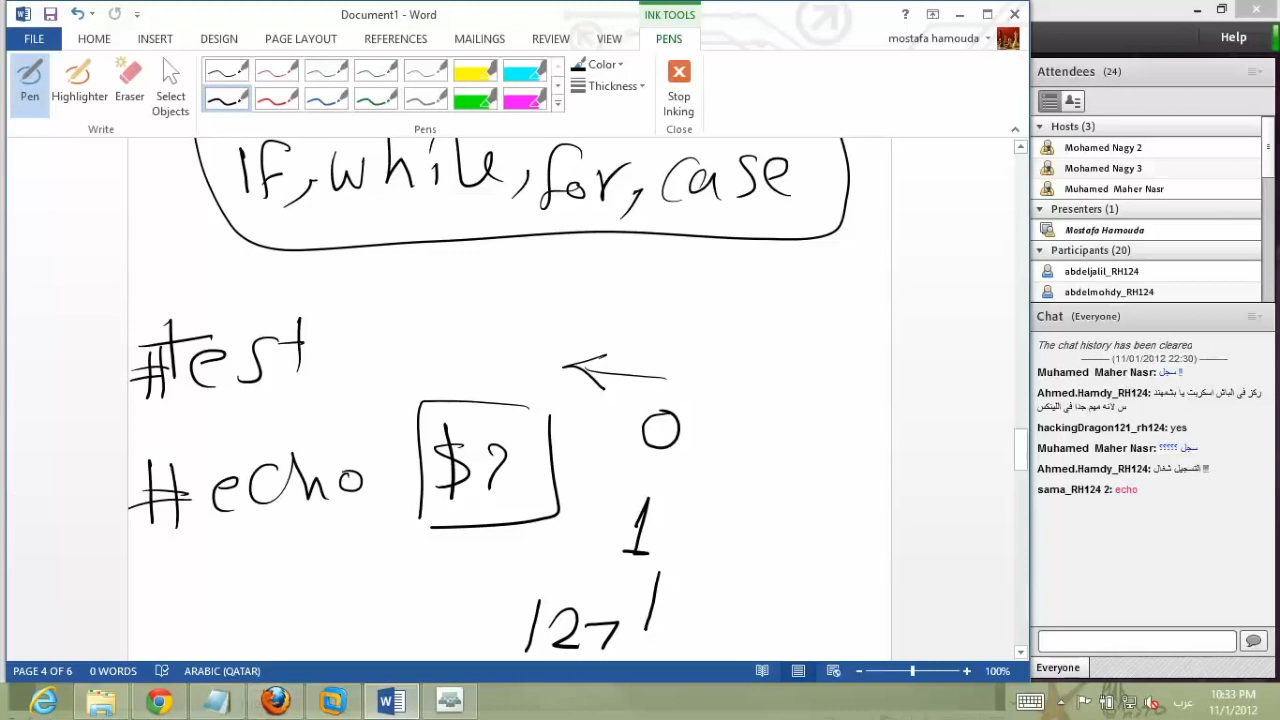 Document1 - Word
INK TOOLS
FILE
HOME
INSERT
DESIGN
PAGE LAYOUT
REFERENCES
MAILINGS
REVIEW
VIEW
PENS
mostafa hamouda
Pen
Highlighter
Eraser
Select
Objects
Color
Thickness
Stop
Inking
Write
Pens
Close
If, while, for, case
#test
#echo $?
0
1
127
PAGE 4 OF 6
0 WORDS
ARABIC (QATAR)
100%
Help
Attendees (24)
Hosts (3)
Mohamed Nagy 2
Mohamed Nagy 3
Muhamed Maher Nasr
Presenters (1)
Mostafa Hamouda
Participants (20)
abdeljalil_RH124
abdelmohdy_RH124
Chat (Everyone)
The chat history has been cleared
(11/01/2012 22:30)
Muhamed Maher Nasr: سجل !!
Ahmed.Hamdy_RH124: ركز فى الباش اسكربت يا بشمهند
س لانه مهم جدا فى اللينكس
hackingDragon121_rh124: yes
Muhamed Maher Nasr: سجل ؟؟؟؟؟
Ahmed.Hamdy_RH124: التسجيل شغال !!!
sama_RH124 2: echo
Everyone
عرب
10:33 PM
11/1/2012